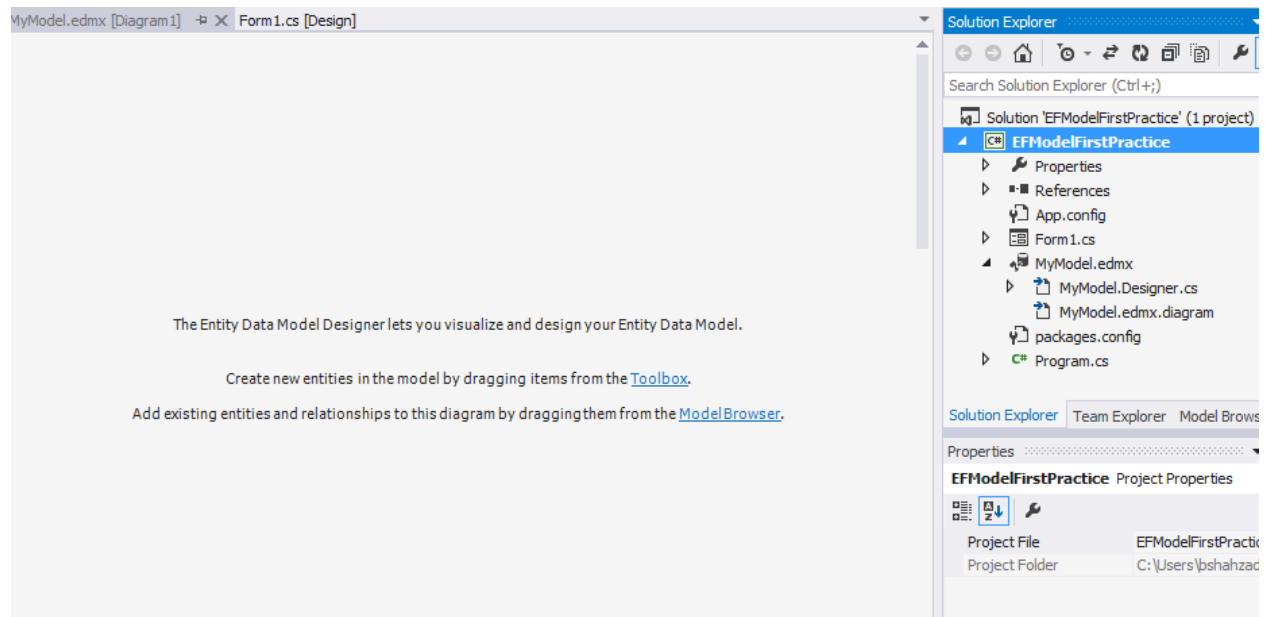 MyModel.edmx [Diagram1] Form1.cs [Design]
The Entity Data Model Designer lets you visualize and design your Entity Data Model.
Create new entities in the model by dragging items from the Toolbox.
Add existing entities and relationships to this diagram by dragging them from the Model Browser.
Solution Explorer
Search Solution Explorer (Ctrl+;)
Solution 'EFModelFirstPractice' (1 project)
C# EFModelFirstPractice
Properties
References
App.config
Form1.cs
MyModel.edmx
MyModel.Designer.cs
MyModel.edmx.diagram
packages.config
C# Program.cs
Solution Explorer Team Explorer Model Brows
Properties
EFModelFirstPractice Project Properties
A
Z
Project File EFModelFirstPractic
Project Folder C:\Users\bshahzad